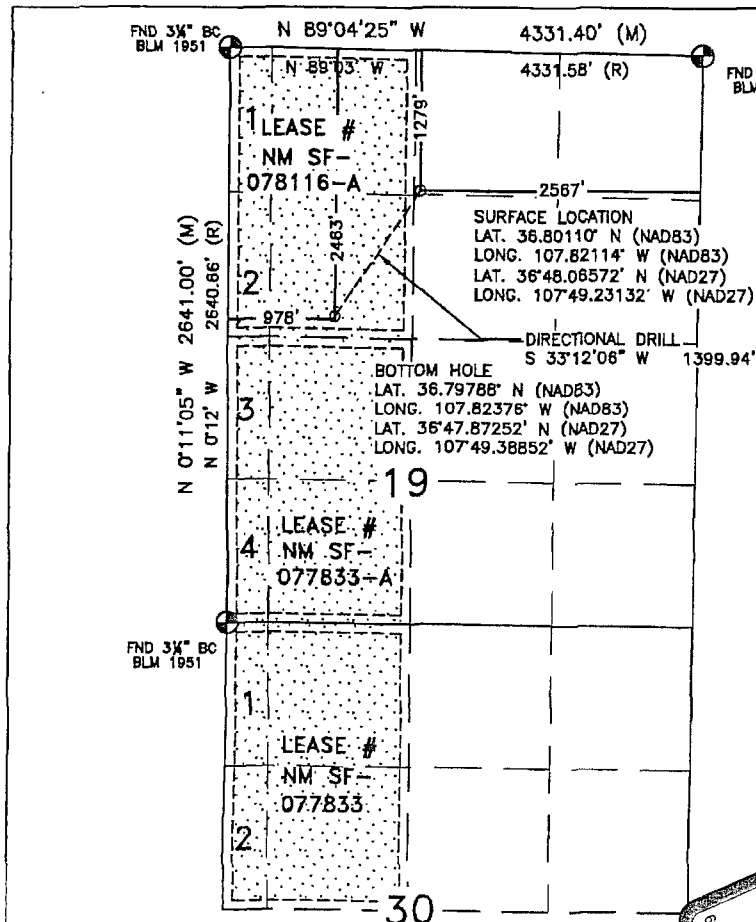 FND 3¼" BC
BLM 1951
N 89°04'25" W
4331.40' (M)
N 89°03' W
4331.58' (R)
FND
BLM
1279'
1
LEASE #
NM SF-
078116-A
2567'
2463'
SURFACE LOCATION
LAT. 36.80110° N (NAD83)
LONG. 107.82114° W (NAD83)
LAT. 36°48.06572' N (NAD27)
LONG. 107°49.23132' W (NAD27)
2
978'
N 0°11'05" W 2641.00' (M)
N 0°12' W 2640.66' (R)
DIRECTIONAL DRILL
S 33°12'06" W 1399.94'
BOTTOM HOLE
LAT. 36.79788° N (NAD83)
LONG. 107.82376° W (NAD83)
LAT. 36°47.87252' N (NAD27)
LONG. 107°49.38852' W (NAD27)
3
19
LEASE #
NM SF-
077833-A
4
FND 3¼" BC
BLM 1951
1
LEASE #
NM SF-
077833
2
30